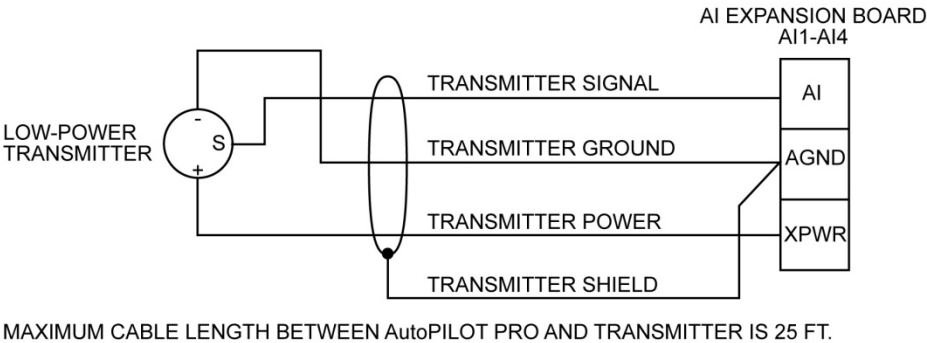 AI EXPANSION BOARD
AI1-AI4
TRANSMITTER SIGNAL
AI
-
LOW-POWER
TRANSMITTER
S
+
TRANSMITTER GROUND
AGND
TRANSMITTER POWER
XPWR
TRANSMITTER SHIELD
MAXIMUM CABLE LENGTH BETWEEN AutoPILOT PRO AND TRANSMITTER IS 25 FT.